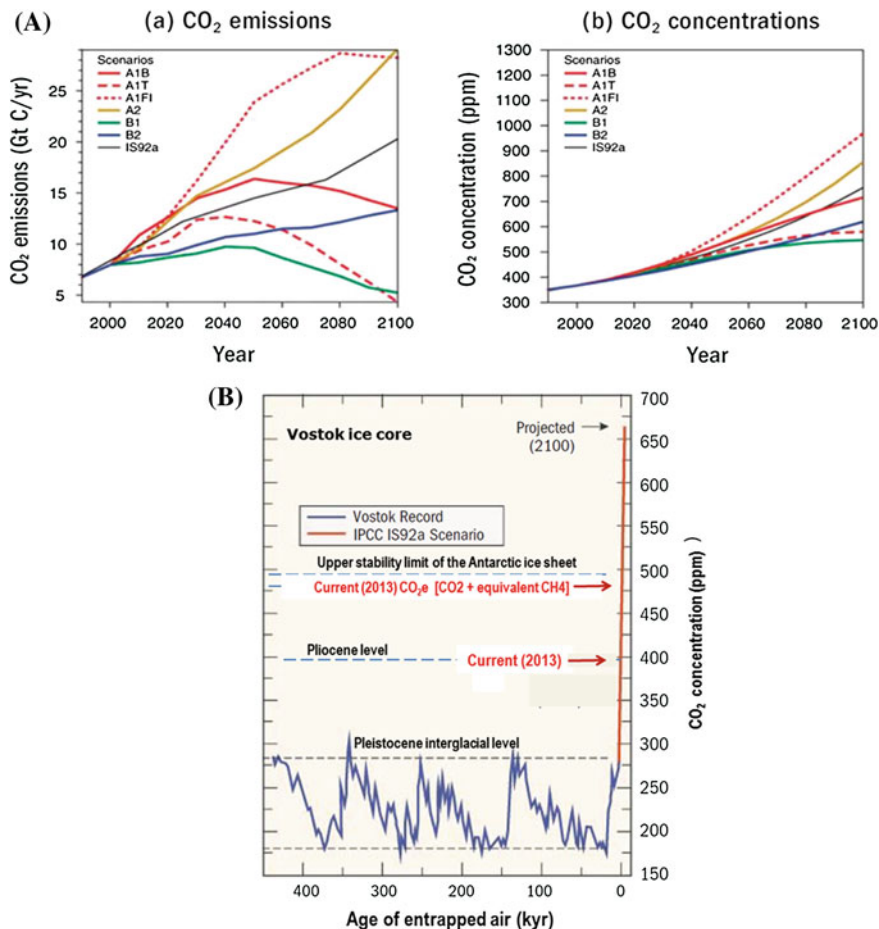 (A)
(a) CO₂ emissions
CO₂ emissions (Gt C/yr)
Scenarios
A1B
A1T
A1FI
A2
B1
B2
IS92a
25
20
15
10
5
2000 2020 2040 2060 2080 2100
Year
(b) CO₂ concentrations
CO₂ concentration (ppm)
1300
1200
1100
1000
900
800
700
600
500
400
300
Scenarios
A1B
A1T
A1FI
A2
B1
B2
IS92a
2000 2020 2040 2060 2080 2100
Year
(B)
Vostok ice core
Projected
(2100)
Vostok Record
IPCC IS92a Scenario
Upper stability limit of the Antarctic ice sheet
Current (2013) CO₂e [CO2 + equivalent CH4]
Pliocene level
Current (2013)
Pleistocene interglacial level
700
650
600
550
500
450
400
350
300
250
200
150
CO₂ concentration (ppm)
400 300 200 100 0
Age of entrapped air (kyr)